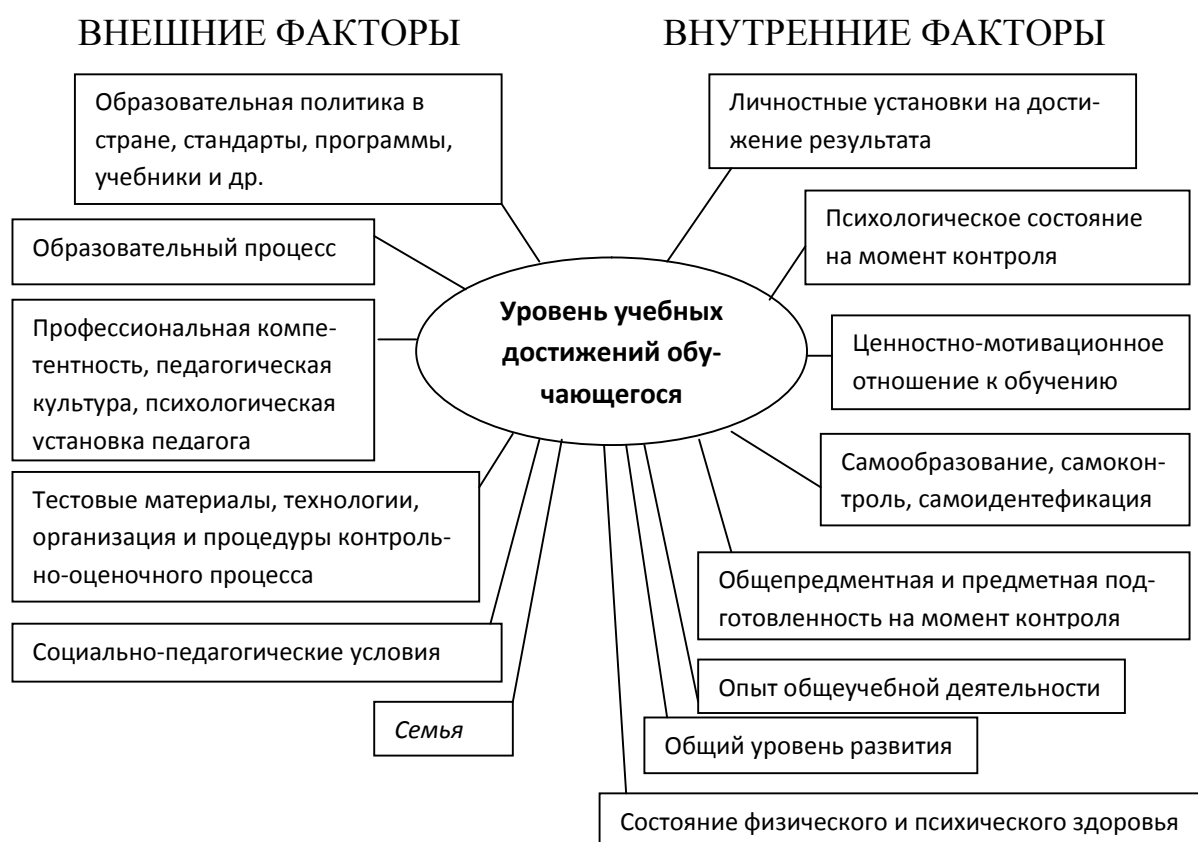 ВНЕШНИЕ ФАКТОРЫ
Образовательная политика в
стране, стандарты, программы,
учебники и др.
Образовательный процесс
Профессиональная компе-
тентность, педагогическая
культура, психологическая
установка педагога
Тестовые материалы, технологии,
организация и процедуры контроль-
но-оценочного процесса
Социально-педагогические условия
Семья
Уровень учебных
достижений обу-
чающегося
ВНУТРЕННИЕ ФАКТОРЫ
Личностные установки на дости-
жение результата
Психологическое состояние
на момент контроля
Ценностно-мотивационное
отношение к обучению
Самообразование, самокон-
троль, самоидентефикация
Общепредментная и предметная под-
готовленность на момент контроля
Опыт общеучебной деятельности
Общий уровень развития
Состояние физического и психического здоровья